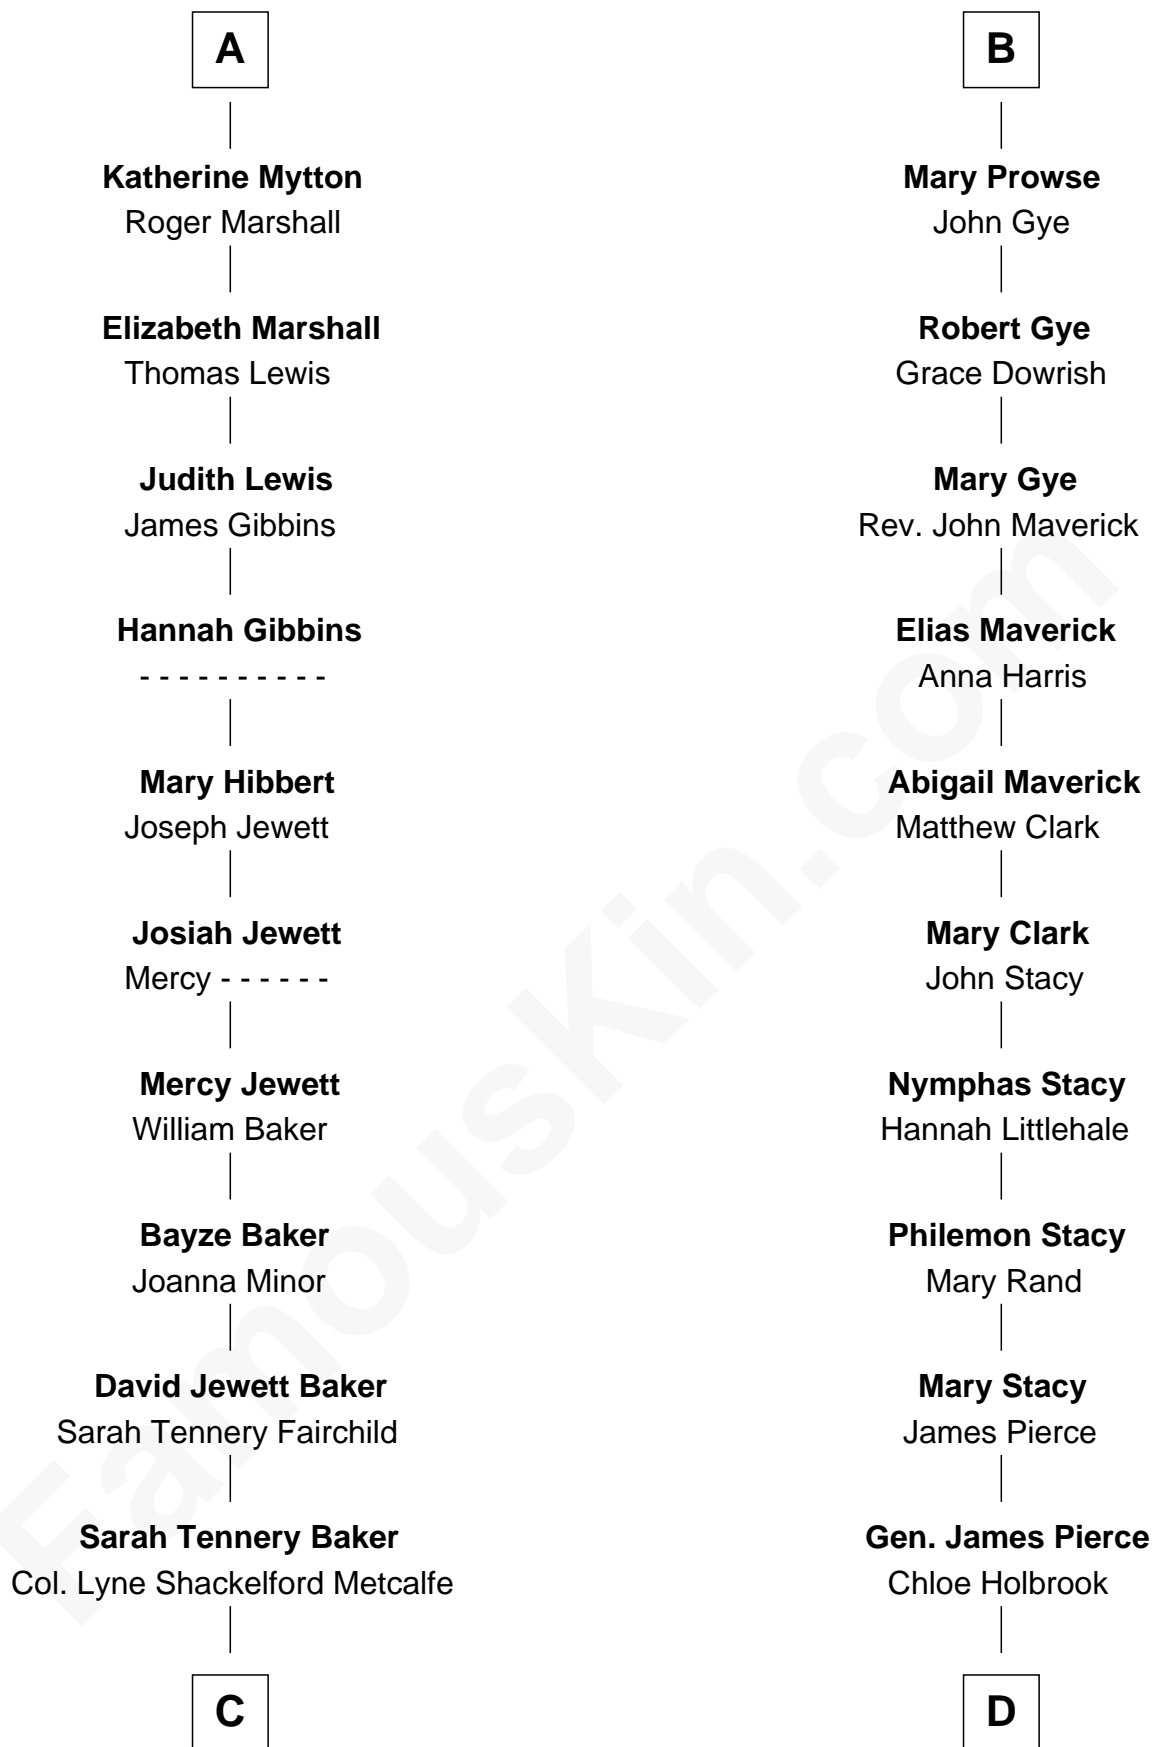 A
Katherine Mytton
Roger Marshall
Elizabeth Marshall
Thomas Lewis
Judith Lewis
James Gibbins
Hannah Gibbins
- - - - - - - - - -
Mary Hibbert
Joseph Jewett
Josiah Jewett
Mercy - - - - - -
Mercy Jewett
William Baker
Bayze Baker
Joanna Minor
David Jewett Baker
Sarah Tennery Fairchild
Sarah Tennery Baker
Col. Lyne Shackelford Metcalfe
C
B
Mary Prowse
John Gye
Robert Gye
Grace Dowrish
Mary Gye
Rev. John Maverick
Elias Maverick
Anna Harris
Abigail Maverick
Matthew Clark
Mary Clark
John Stacy
Nymphas Stacy
Hannah Littlehale
Philemon Stacy
Mary Rand
Mary Stacy
James Pierce
Gen. James Pierce
Chloe Holbrook
D
FamousKin.com